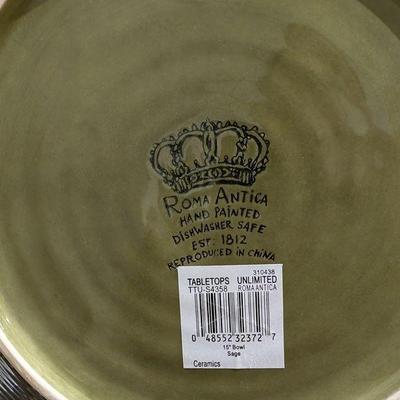 ROMA ANTICA
HAND PAINTED
DISHWASHER SAFE
EST: 1812
REPRODUCED IN CHINA
310438
TABLETOPS UNLIMITED
TTU-S4358 ROMA ANTICA
0 48552 32372 7
15" Bowl
Sage
Ceramics